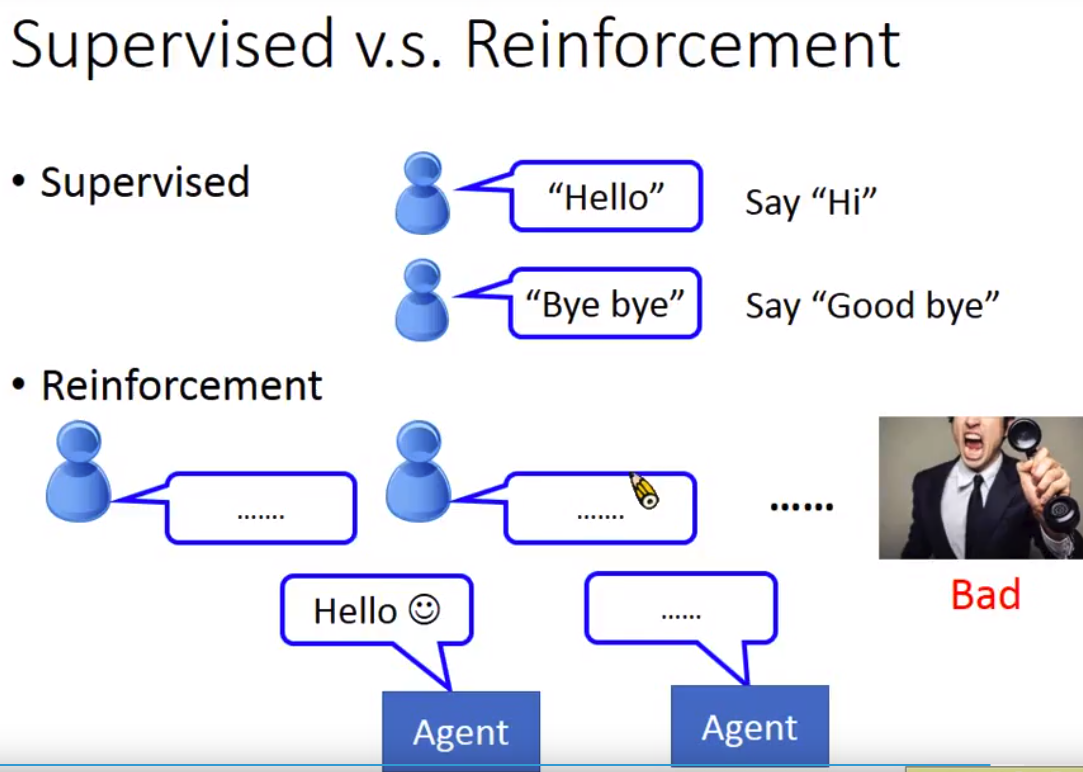 Supervised v.s. Reinforcement
• Supervised
“Hello”
Say “Hi”
“Bye bye”
Say “Good bye”
• Reinforcement
.......
.......
......
Bad
Hello ☺
......
Agent
Agent